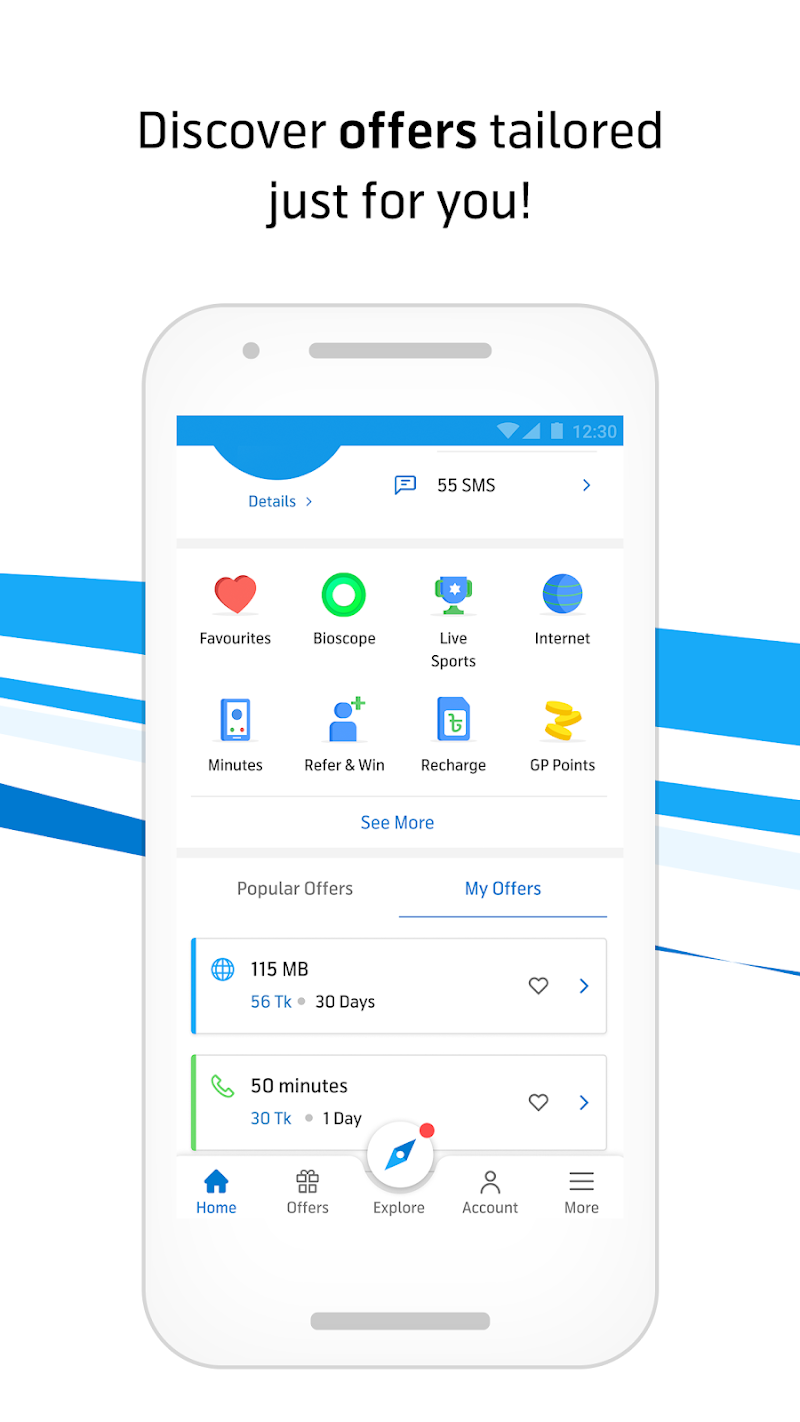 Discover offers tailored
just for you!
12:30
Details
55 SMS
Favourites
Bioscope
Live
Sports
Internet
Minutes
Refer & Win
৳
Recharge
GP Points
See More
Popular Offers
My Offers
115 MB
56 Tk
30 Days
50 minutes
30 Tk
1 Day
Home
Offers
Explore
Account
More